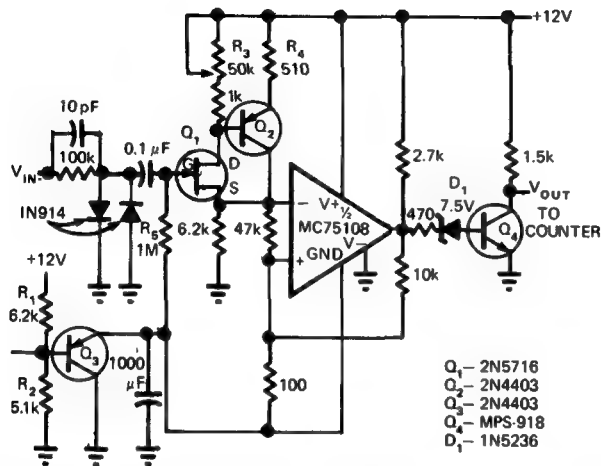 +12V
R3
50k
R4
510
1k
10pF
100k
VIN
0.1 μF
Q1
G
D
S
Q2
IN914
R5
1M
6.2k
47k
−
+
V+
½
MC75108
GND
V−
2.7k
470
D1
7.5V
10k
1.5k
VOUT
TO
COUNTER
Q4
+12V
R1
6.2k
R2
5.1k
Q3
1000
μF
100
Q1− 2N5716
Q2− 2N4403
Q3− 2N4403
Q4− MPS-918
D1− 1N5236